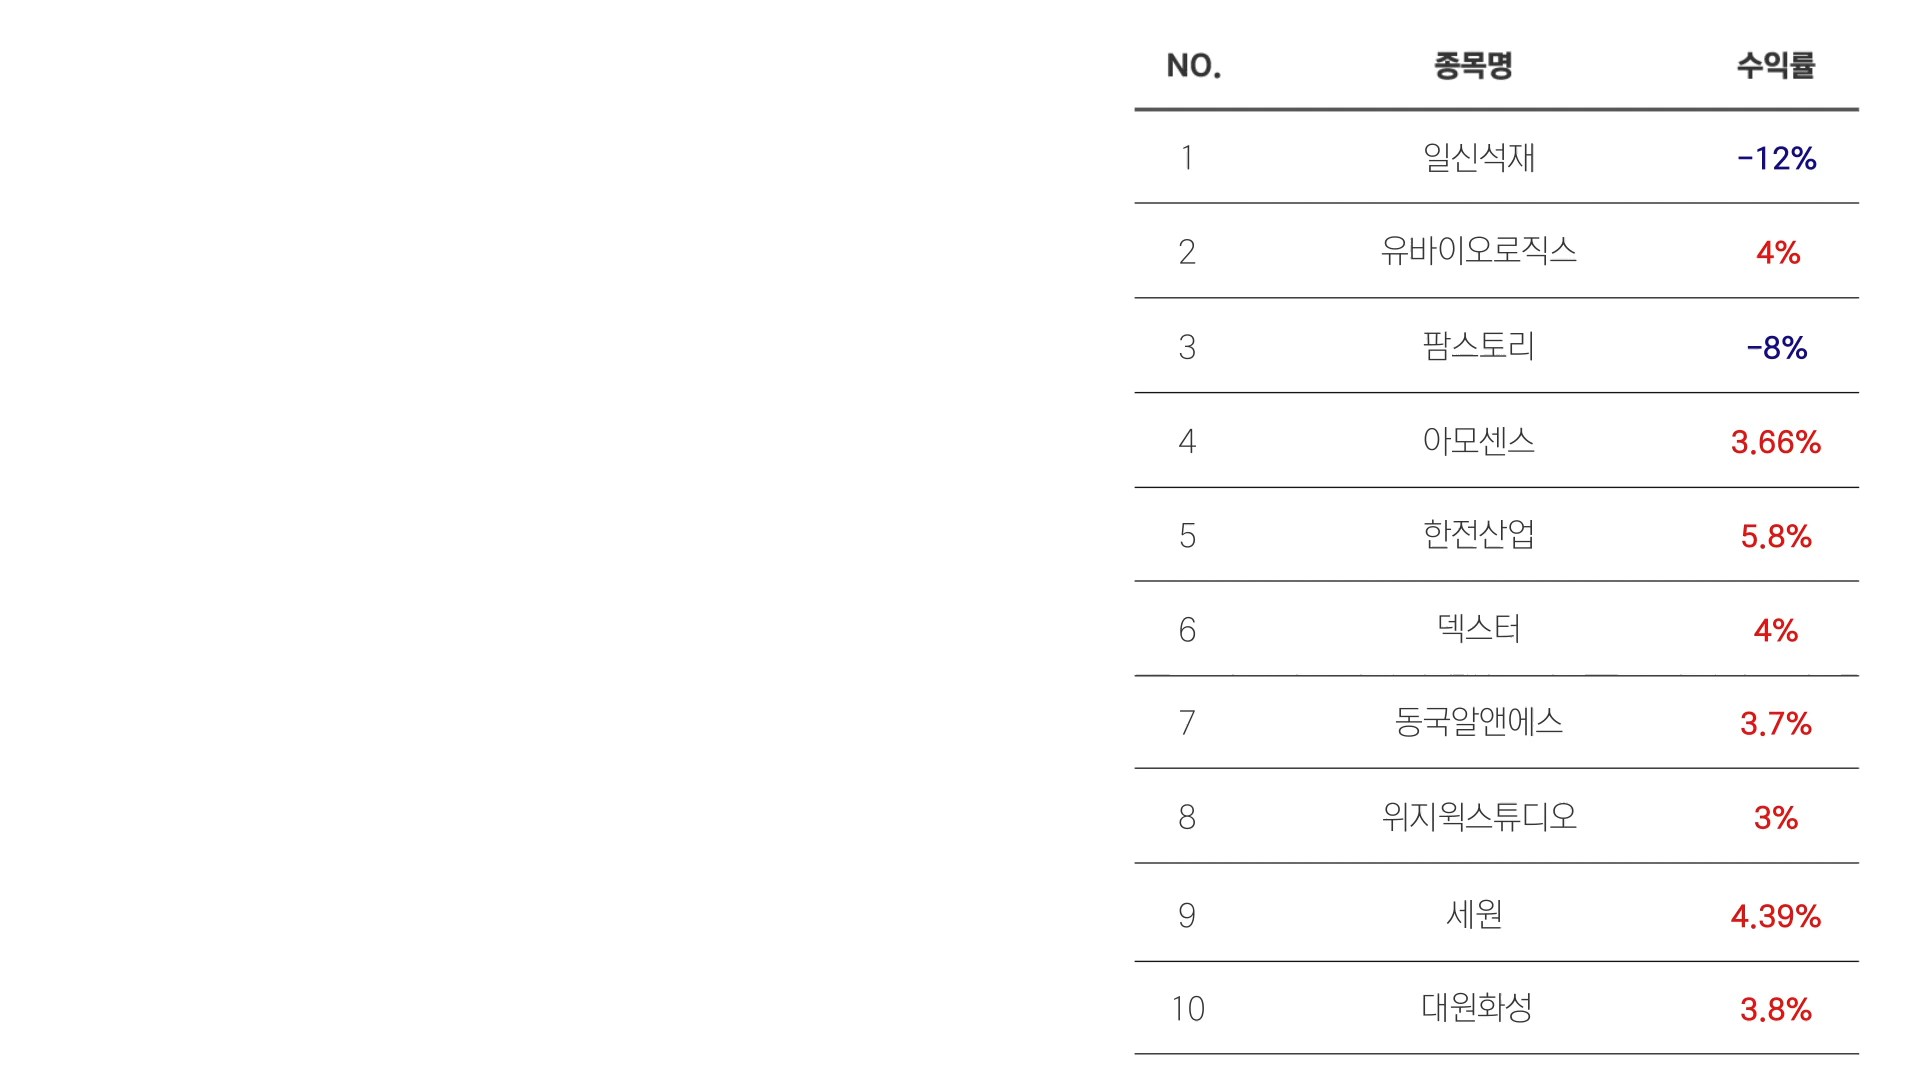 NO. 종목명 수익률
1 일신석재 -12%
2 유바이오로직스 4%
3 팜스토리 -8%
4 아모센스 3.66%
5 한전산업 5.8%
6 덱스터 4%
7 동국알앤에스 3.7%
8 위지윅스튜디오 3%
9 세원 4.39%
10 대원화성 3.8%